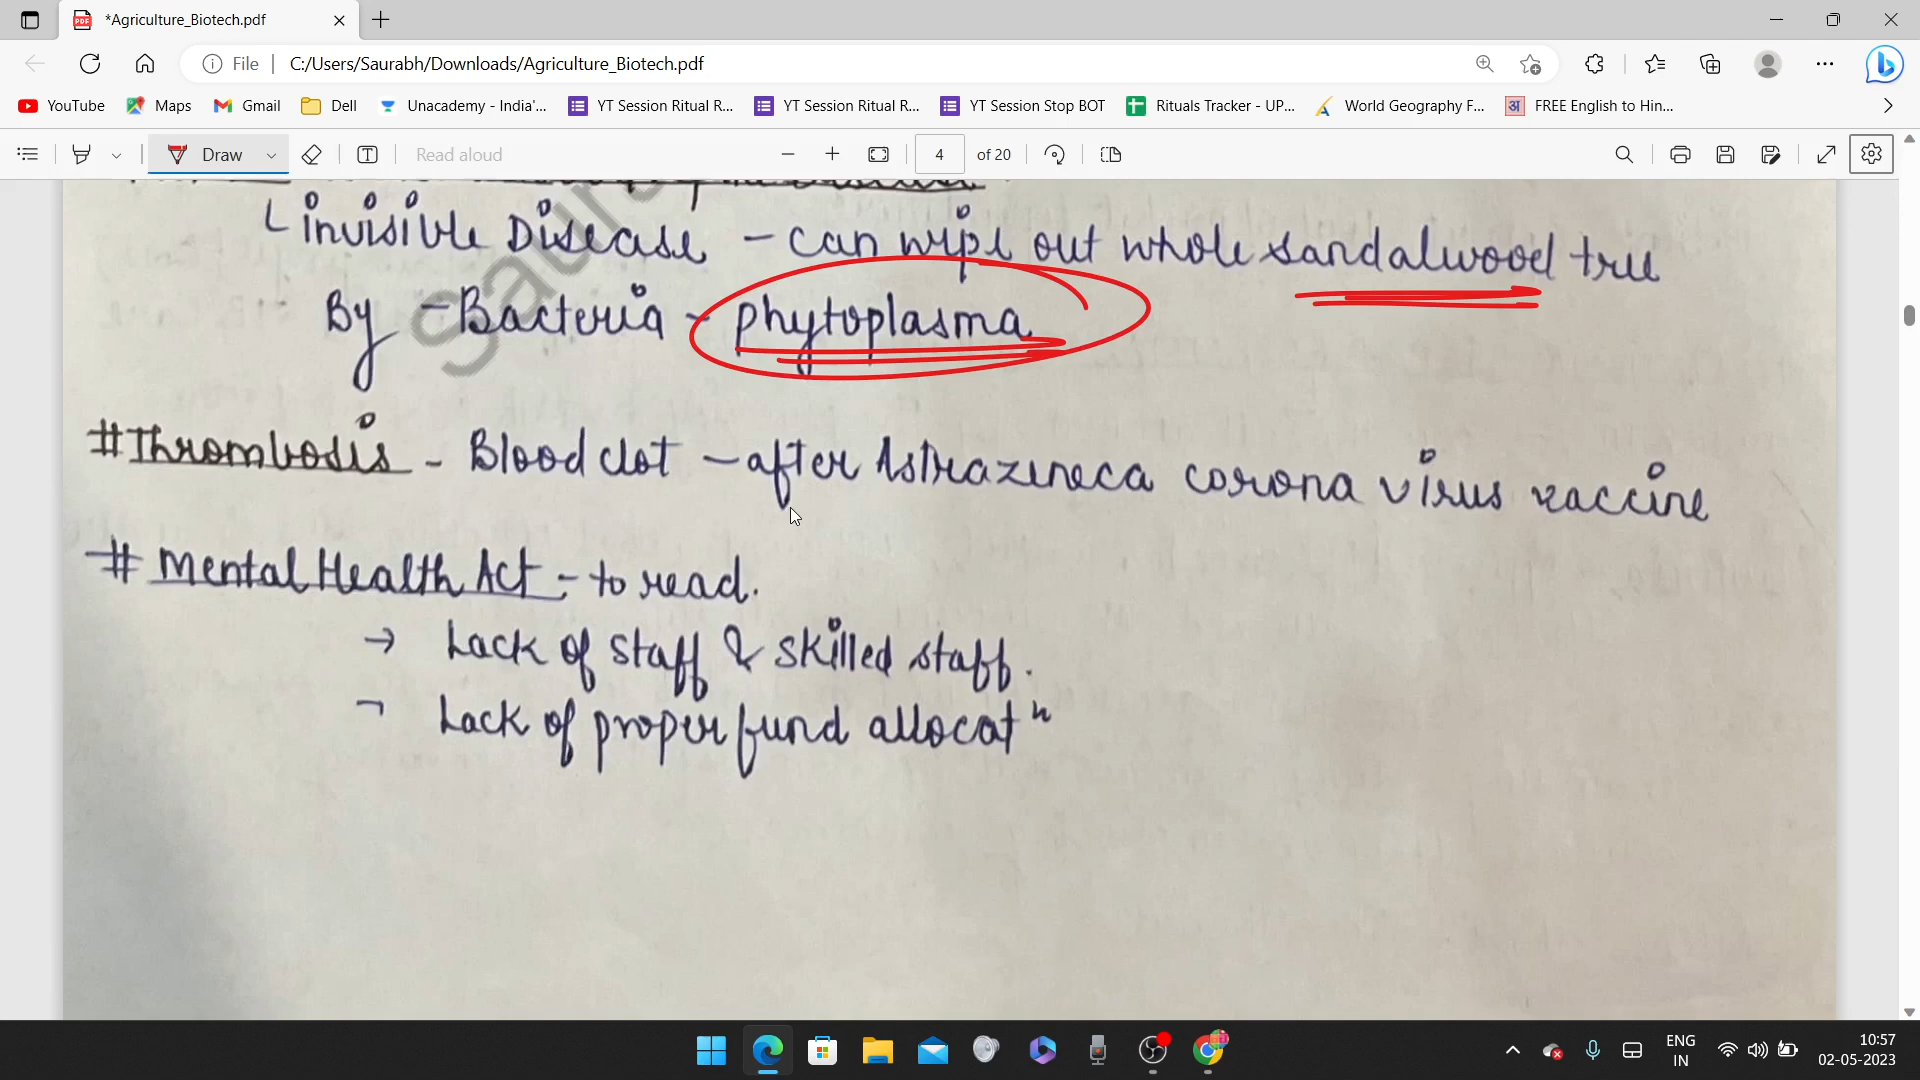 *Agriculture_Biotech.pdf
File C:/Users/Saurabh/Downloads/Agriculture_Biotech.pdf
YouTube Maps Gmail Dell Unacademy - India'... YT Session Ritual R... YT Session Ritual R... YT Session Stop BOT Rituals Tracker - UP... World Geography F... FREE English to Hin...
Draw Read aloud 4 of 20
Invisible Disease - can wipe out whole sandalwood tree
By - Bacteria - phytoplasma
#Thrombosis - Blood clot - after Astrazeneca corona virus vaccine
# Mental Health Act - to read.
→ Lack of staff & skilled staff.
¬ Lack of proper fund allocatⁿ
ENG
IN
10:57
02-05-2023